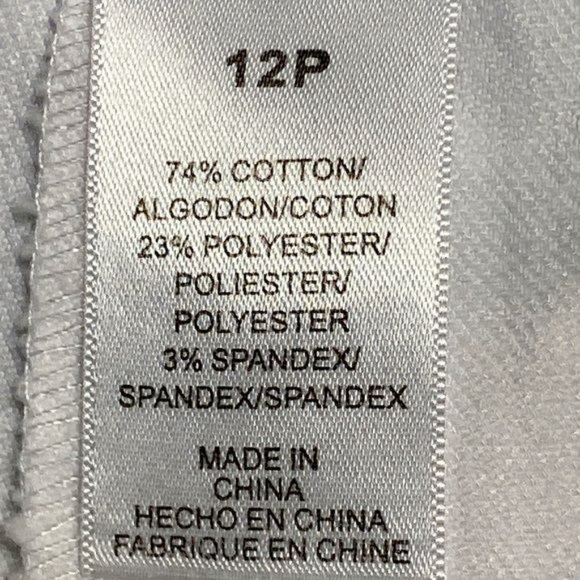 12P
74% COTTON/
ALGODON/COTON
23% POLYESTER/
POLIESTER/
POLYESTER
3% SPANDEX/
SPANDEX/SPANDEX
MADE IN
CHINA
HECHO EN CHINA
FABRIQUE EN CHINE